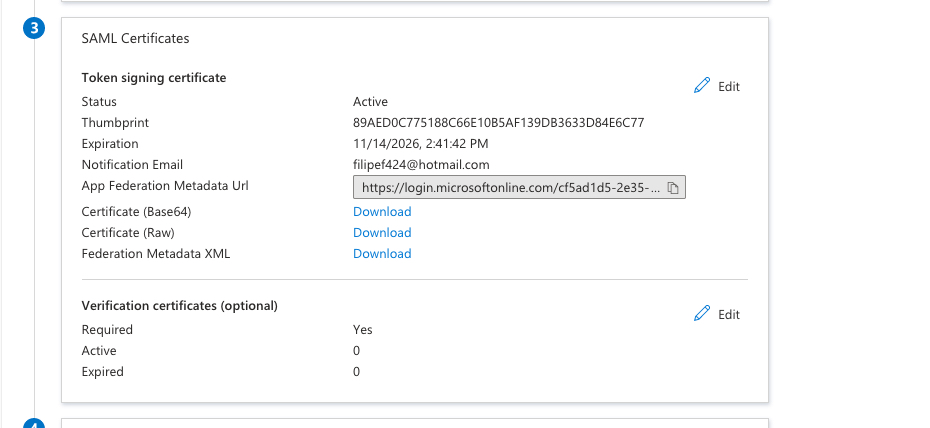 3
SAML Certificates
Token signing certificate
Edit
Status Active
Thumbprint 89AED0C775188C66E10B5AF139DB3633D84E6C77
Expiration 11/14/2026, 2:41:42 PM
Notification Email filipef424@hotmail.com
App Federation Metadata Url https://login.microsoftonline.com/cf5ad1d5-2e35-...
Certificate (Base64) Download
Certificate (Raw) Download
Federation Metadata XML Download
Verification certificates (optional)
Edit
Required Yes
Active 0
Expired 0
4